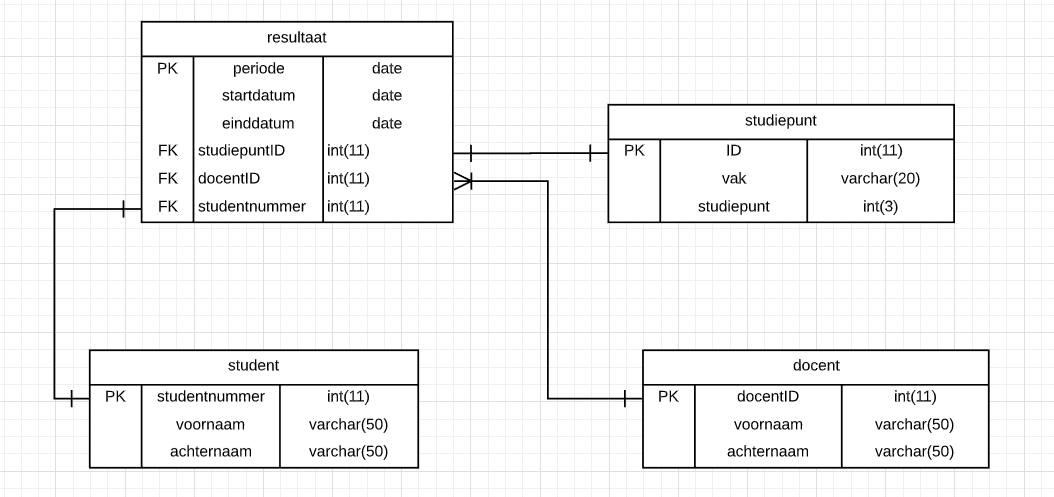 resultaat
PK periode date
startdatum date
einddatum date
FK studiepuntID int(11)
FK docentID int(11)
FK studentnummer int(11)
studiepunt
PK ID int(11)
vak varchar(20)
studiepunt int(3)
student
PK studentnummer int(11)
voornaam varchar(50)
achternaam varchar(50)
docent
PK docentID int(11)
voornaam varchar(50)
achternaam varchar(50)